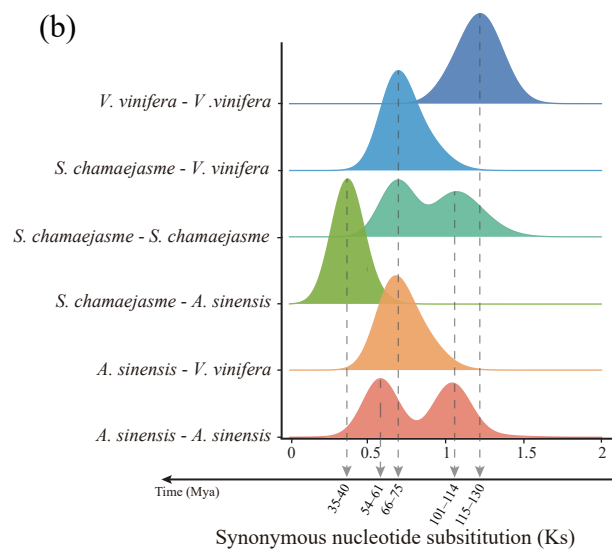 (b)
V. vinifera - V .vinifera
S. chamaejasme - V. vinifera
S. chamaejasme - S. chamaejasme
S. chamaejasme - A. sinensis
A. sinensis - V. vinifera
A. sinensis - A. sinensis
0 0.5 1 1.5 2
Time (Mya)
35-40
54–61
66–75
101–114
115–130
Synonymous nucleotide subsititution (Ks)